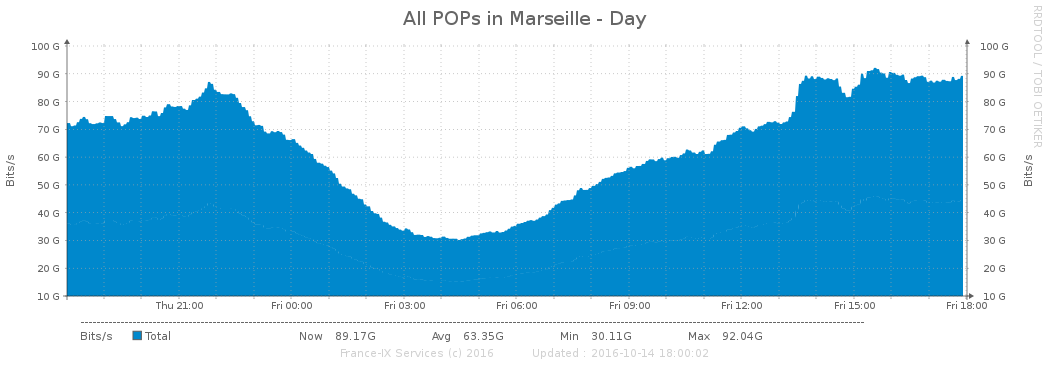 All POPs in Marseille - Day
RRDTOOL / TOBI OETIKER
100 G 100 G
90 G 90 G
80 G 80 G
70 G 70 G
60 G 60 G
50 G 50 G
40 G 40 G
30 G 30 G
20 G 20 G
10 G 10 G
Bits/s
Bits/s
Thu 21:00 Fri 00:00 Fri 03:00 Fri 06:00 Fri 09:00 Fri 12:00 Fri 15:00 Fri 18:00
Bits/s Total Now 89.17G Avg 63.35G Min 30.11G Max 92.04G
France-IX Services (c) 2016 Updated : 2016-10-14 18:00:02